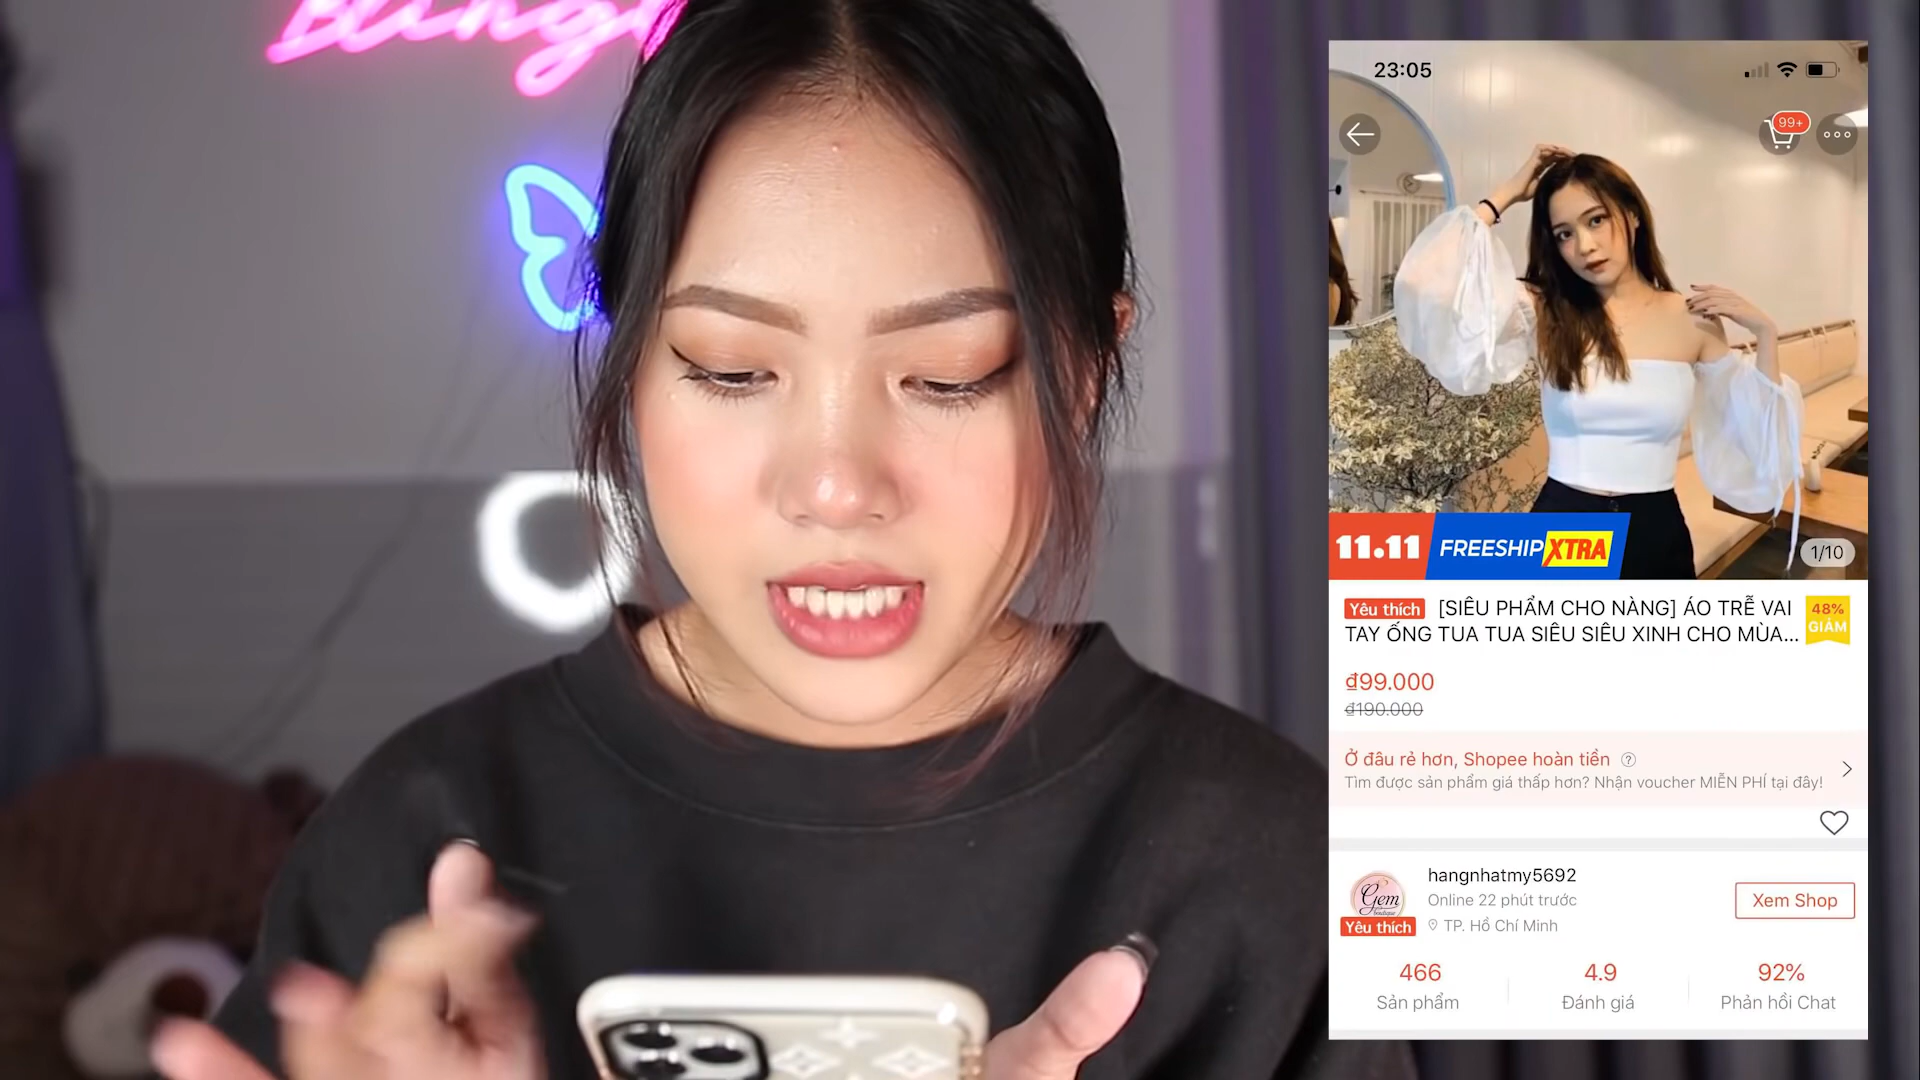 23:05
99+
11.11 FREESHIP XTRA
1/10
Yêu thích [SIÊU PHẨM CHO NÀNG] ÁO TRỄ VAI
TAY ỐNG TUA TUA SIÊU SIÊU XINH CHO MÙA...
48%
GIẢM
₫99.000
₫190.000
Ở đâu rẻ hơn, Shopee hoàn tiền ?
Tìm được sản phẩm giá thấp hơn? Nhận voucher MIỄN PHÍ tại đây!
Gem
boutique
Yêu thích
hangnhatmy5692
Online 22 phút trước
TP. Hồ Chí Minh
Xem Shop
466
Sản phẩm
4.9
Đánh giá
92%
Phản hồi Chat